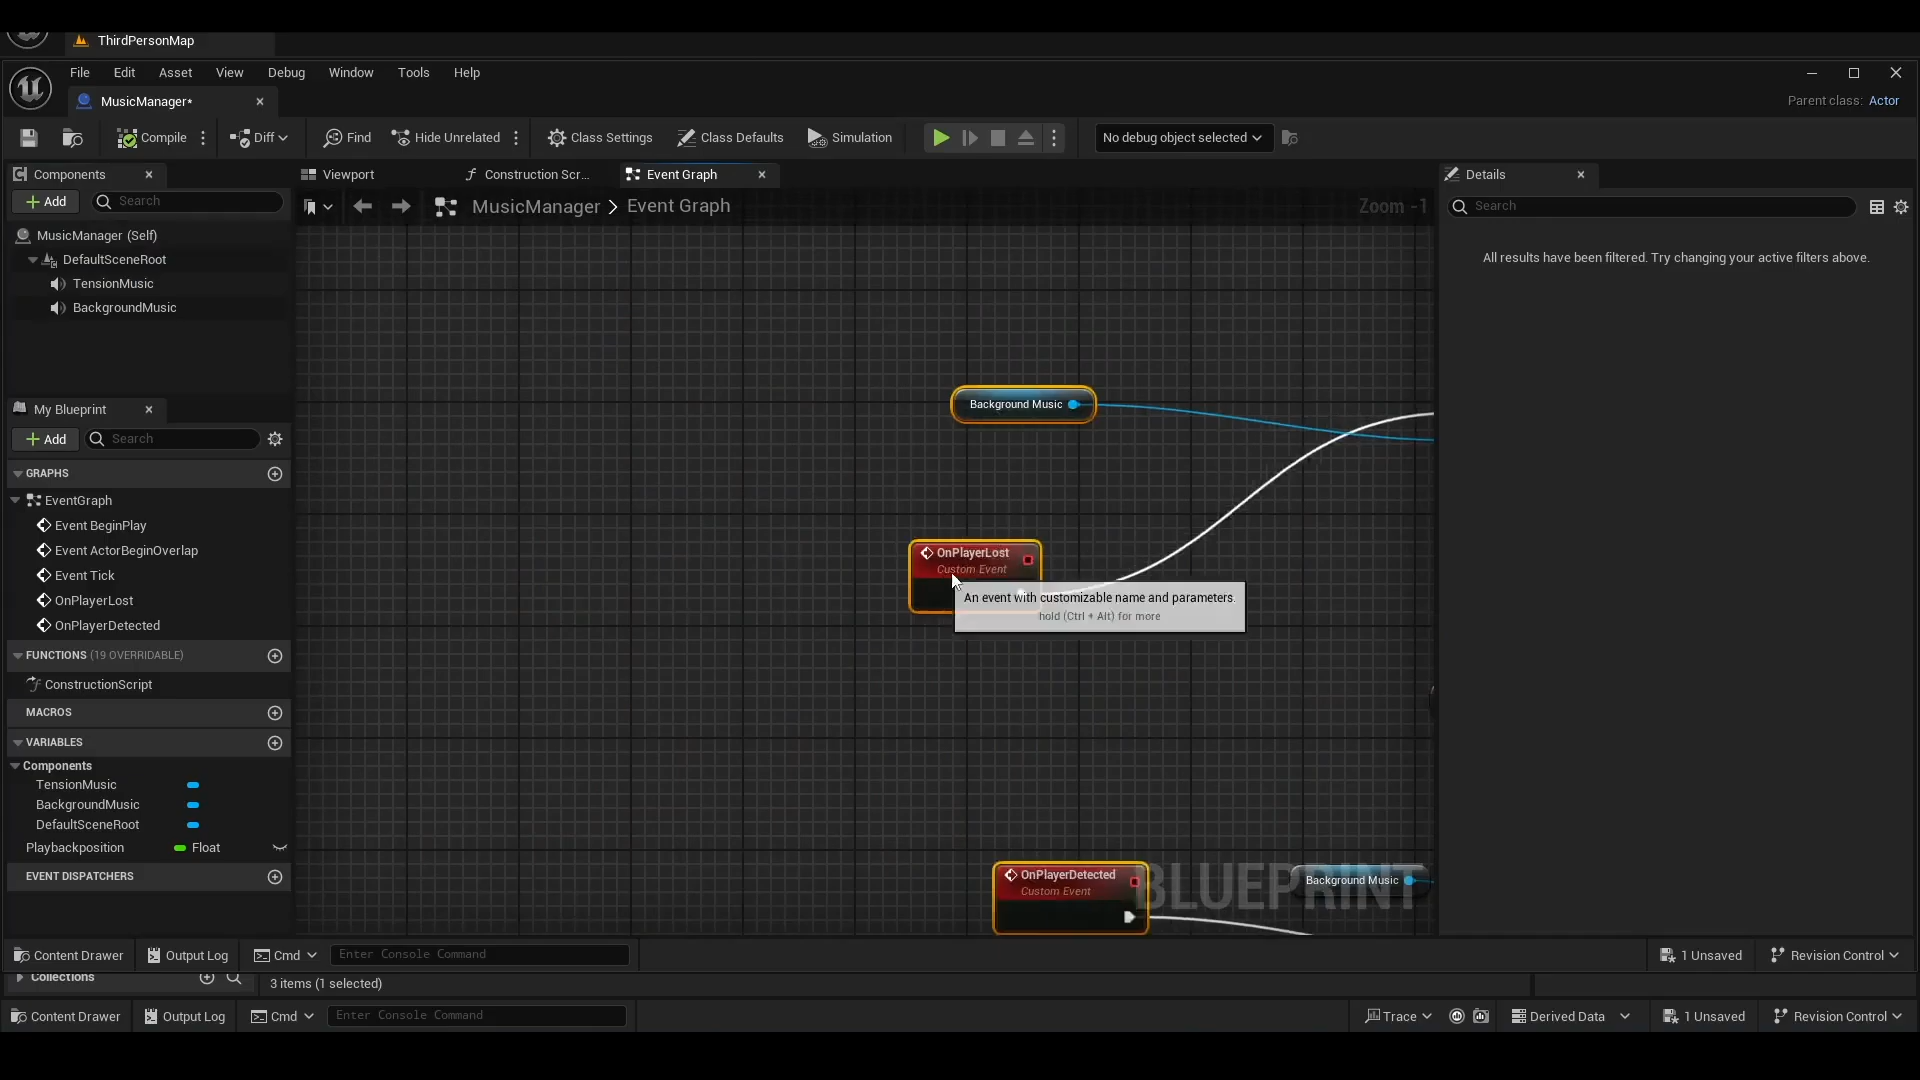 ThirdPersonMap
File Edit Asset View Debug Window Tools Help
MusicManager*
Parent class: Actor
Compile Diff Find Hide Unrelated Class Settings Class Defaults Simulation No debug object selected
Components
Viewport Construction Scr... Event Graph
Details
Add Search
MusicManager > Event Graph
Zoom -1
Search
MusicManager (Self)
DefaultSceneRoot
TensionMusic
BackgroundMusic
All results have been filtered. Try changing your active filters above.
My Blueprint
Add Search
GRAPHS
EventGraph
Event BeginPlay
Event ActorBeginOverlap
Event Tick
OnPlayerLost
OnPlayerDetected
FUNCTIONS (19 OVERRIDABLE)
ConstructionScript
MACROS
VARIABLES
Components
TensionMusic
BackgroundMusic
DefaultSceneRoot
Playbackposition Float
EVENT DISPATCHERS
Background Music
OnPlayerLost
Custom Event
An event with customizable name and parameters.
hold (Ctrl + Alt) for more
OnPlayerDetected
Custom Event
Background Music
BLUEPRINT
Content Drawer Output Log Cmd Enter Console Command 1 Unsaved Revision Control
Collections
3 items (1 selected)
Content Drawer Output Log Cmd Enter Console Command Trace Derived Data 1 Unsaved Revision Control